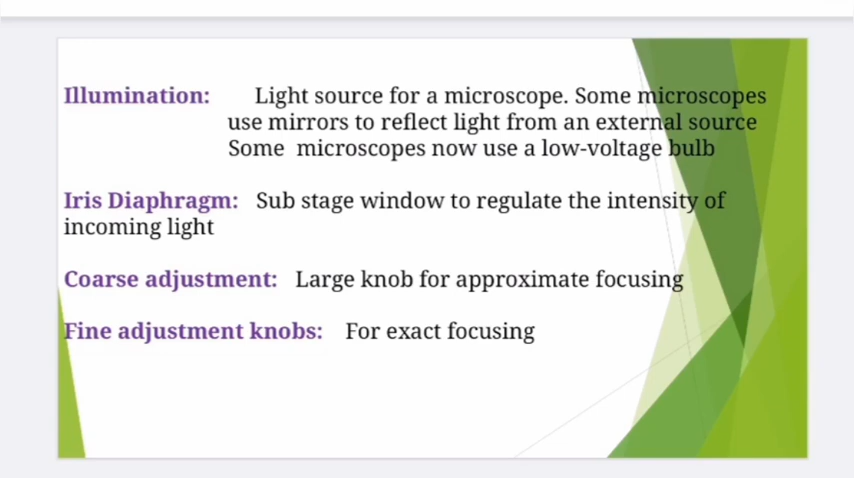 Illumination: Light source for a microscope. Some microscopes
use mirrors to reflect light from an external source
Some microscopes now use a low-voltage bulb
Iris Diaphragm: Sub stage window to regulate the intensity of
incoming light
Coarse adjustment: Large knob for approximate focusing
Fine adjustment knobs: For exact focusing